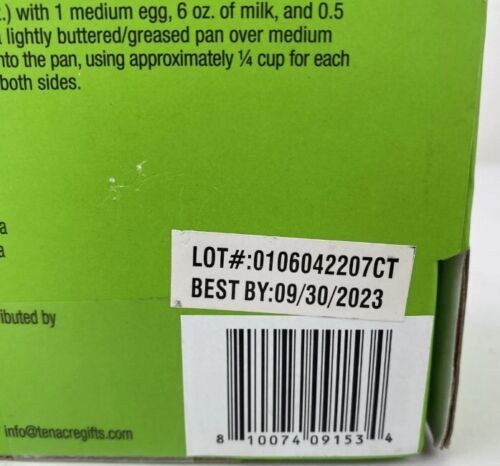 .) with 1 medium egg, 6 oz. of milk, and 0.5
lightly buttered/greased pan over medium
nto the pan, using approximately ¼ cup for each
both sides.
a
a
LOT#:0106042207CT
BEST BY:09/30/2023
ributed by
info@tenacregifts.com
8 10074 09153 4